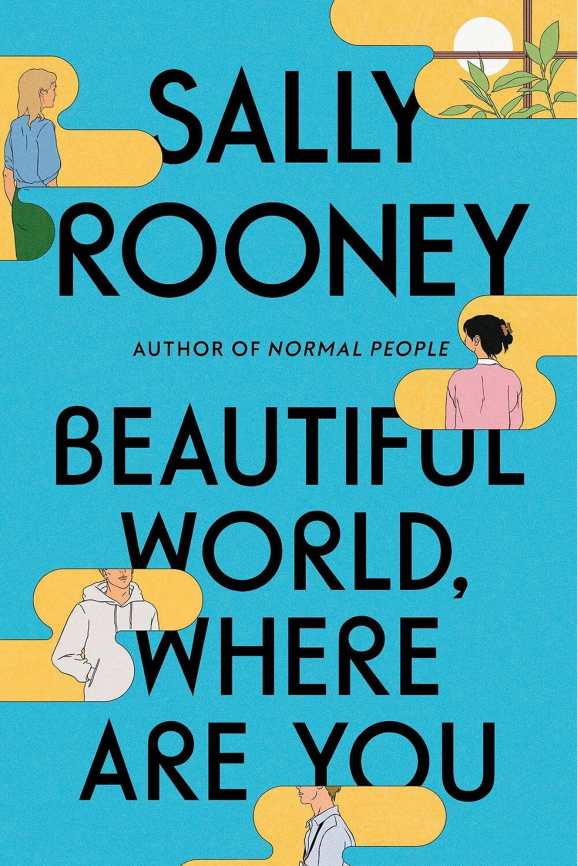 SALLY
ROONEY
AUTHOR OF NORMAL PEOPLE
BEAUTIFUL
WORLD,
WHERE
ARE YOU